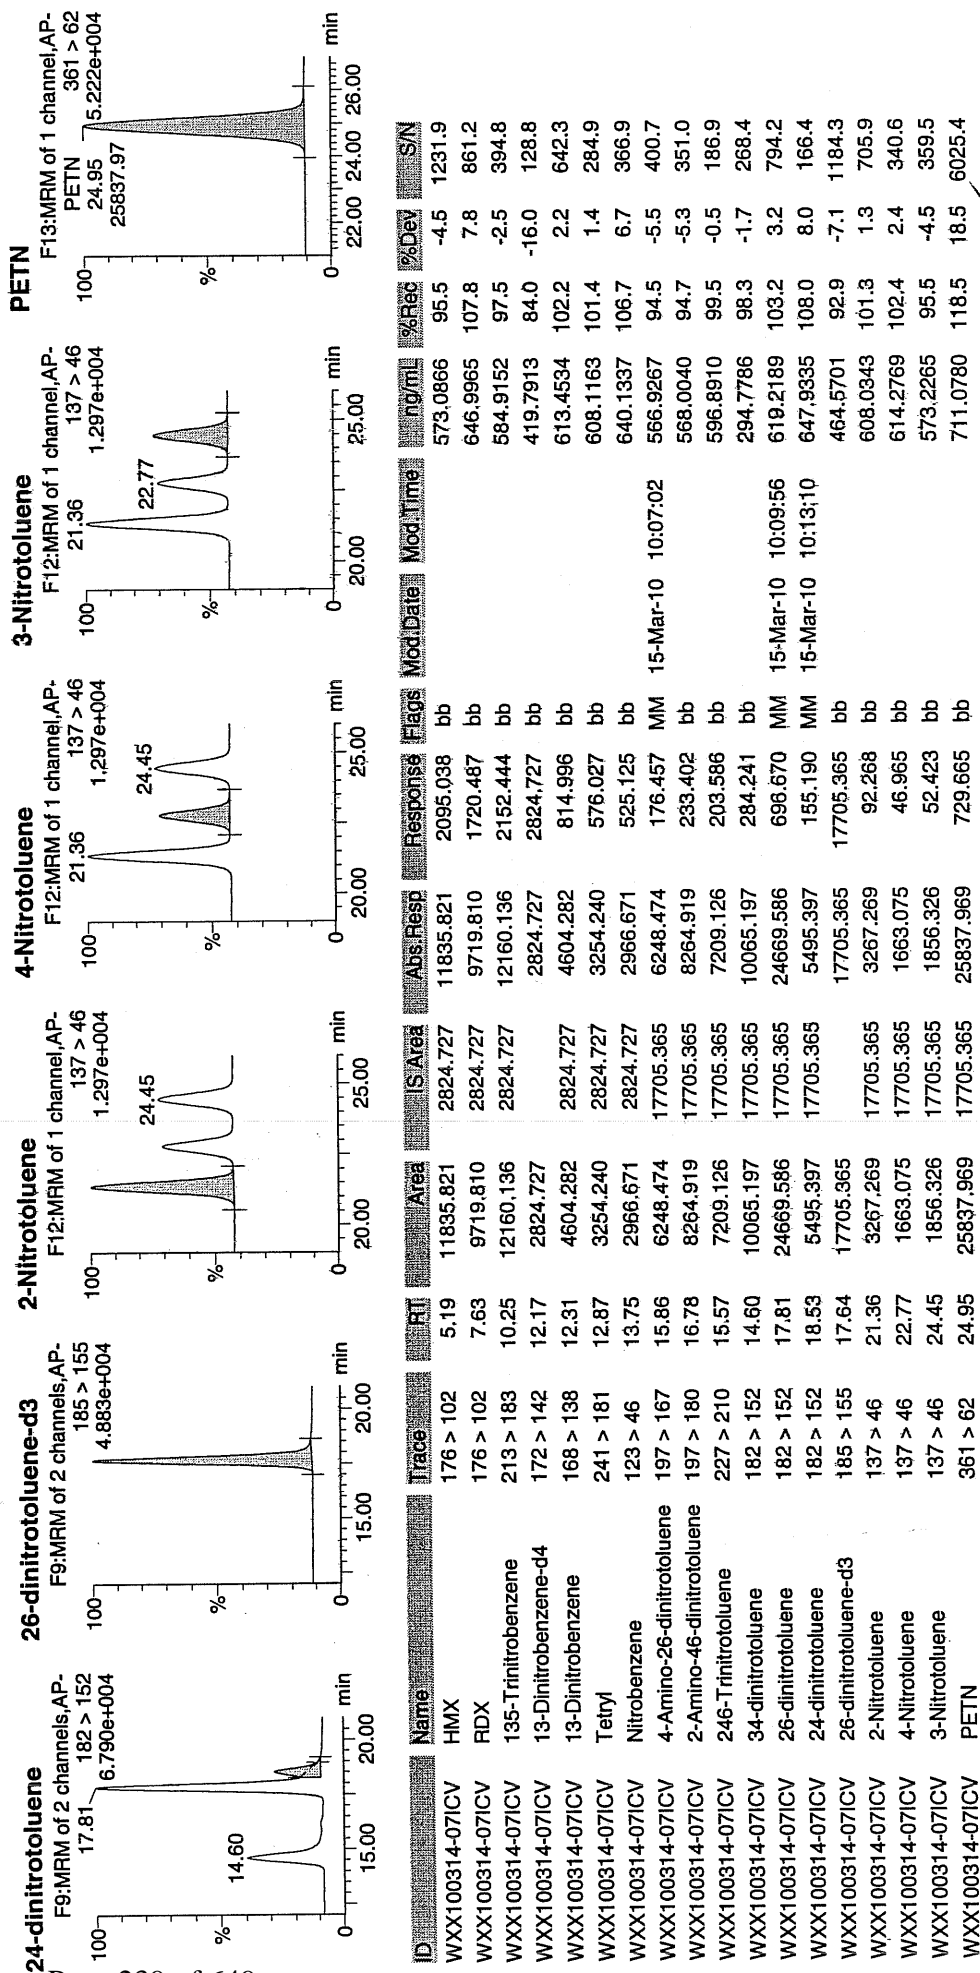 24-dinitrotoluene
F9:MRM of 2 channels,AP-
182 > 152
6.790e+004
17.81
14.60
100
%
0
15.00 20.00 min
26-dinitrotoluene-d3
F9:MRM of 2 channels,AP-
185 > 155
4.883e+004
100
%
0
15.00 20.00 min
2-Nitrotoluene
F12:MRM of 1 channel,AP-
137 > 46
1.297e+004
24.45
100
%
0
20.00 25.00 min
4-Nitrotoluene
F12:MRM of 1 channel,AP-
21.36 137 > 46
1.297e+004
24.45
100
%
0
20.00 25.00 min
3-Nitrotoluene
F12:MRM of 1 channel,AP-
21.36 137 > 46
1.297e+004
22.77
100
%
0
20.00 25.00 min
PETN
F13:MRM of 1 channel,AP-
PETN 361 > 62
24.95 5.222e+004
25837.97
100
%
0
22.00 24.00 26.00 min
ID Name Trace RT Area IS Area Abs.Resp Response Flags Mod.Date Mod.Time ng/mL %Rec %Dev S/N
WXX100314-07ICV HMX 176 > 102 5.19 11835.821 2824.727 11835.821 2095.038 bb 573.0866 95.5 -4.5 1231.9
WXX100314-07ICV RDX 176 > 102 7.63 9719.810 2824.727 9719.810 1720.487 bb 646.9965 107.8 7.8 861.2
WXX100314-07ICV 135-Trinitrobenzene 213 > 183 10.25 12160.136 2824.727 12160.136 2152.444 bb 584.9152 97.5 -2.5 394.8
WXX100314-07ICV 13-Dinitrobenzene-d4 172 > 142 12.17 2824.727 2824.727 2824.727 bb 419.7913 84.0 -16.0 128.8
WXX100314-07ICV 13-Dinitrobenzene 168 > 138 12.31 4604.282 2824.727 4604.282 814.996 bb 613.4534 102.2 2.2 642.3
WXX100314-07ICV Tetryl 241 > 181 12.87 3254.240 2824.727 3254.240 576.027 bb 608.1163 101.4 1.4 284.9
WXX100314-07ICV Nitrobenzene 123 > 46 13.75 2966.671 2824.727 2966.671 525.125 bb 640.1337 106.7 6.7 366.9
WXX100314-07ICV 4-Amino-26-dinitrotoluene 197 > 167 15.86 6248.474 17705.365 6248.474 176.457 MM 15-Mar-10 10:07:02 566.9267 94.5 -5.5 400.7
WXX100314-07ICV 2-Amino-46-dinitrotoluene 197 > 180 16.78 8264.919 17705.365 8264.919 233.402 bb 568.0040 94.7 -5.3 351.0
WXX100314-07ICV 246-Trinitrotoluene 227 > 210 15.57 7209.126 17705.365 7209.126 203.586 bb 596.8910 99.5 -0.5 186.9
WXX100314-07ICV 34-dinitrotoluene 182 > 152 14.60 10065.197 17705.365 10065.197 284.241 bb 294.7786 98.3 -1.7 268.4
WXX100314-07ICV 26-dinitrotoluene 182 > 152 17.81 24669.586 17705.365 24669.586 696.670 MM 15-Mar-10 10:09:56 619.2189 103.2 3.2 794.2
WXX100314-07ICV 24-dinitrotoluene 182 > 152 18.53 5495.397 17705.365 5495.397 155.190 MM 15-Mar-10 10:13:10 647.9335 108.0 8.0 166.4
WXX100314-07ICV 26-dinitrotoluene-d3 185 > 155 17.64 17705.365 17705.365 17705.365 bb 464.5701 92.9 -7.1 1184.3
WXX100314-07ICV 2-Nitrotoluene 137 > 46 21.36 3267.269 17705.365 3267.269 92.268 bb 608.0343 101.3 1.3 705.9
WXX100314-07ICV 4-Nitrotoluene 137 > 46 22.77 1663.075 17705.365 1663.075 46.965 bb 614.2769 102.4 2.4 340.6
WXX100314-07ICV 3-Nitrotoluene 137 > 46 24.45 1856.326 17705.365 1856.326 52.423 bb 573.2265 95.5 -4.5 359.5
WXX100314-07ICV PETN 361 > 62 24.95 25837.969 17705.365 25837.969 729.665 bb 711.0780 118.5 18.5 6025.4